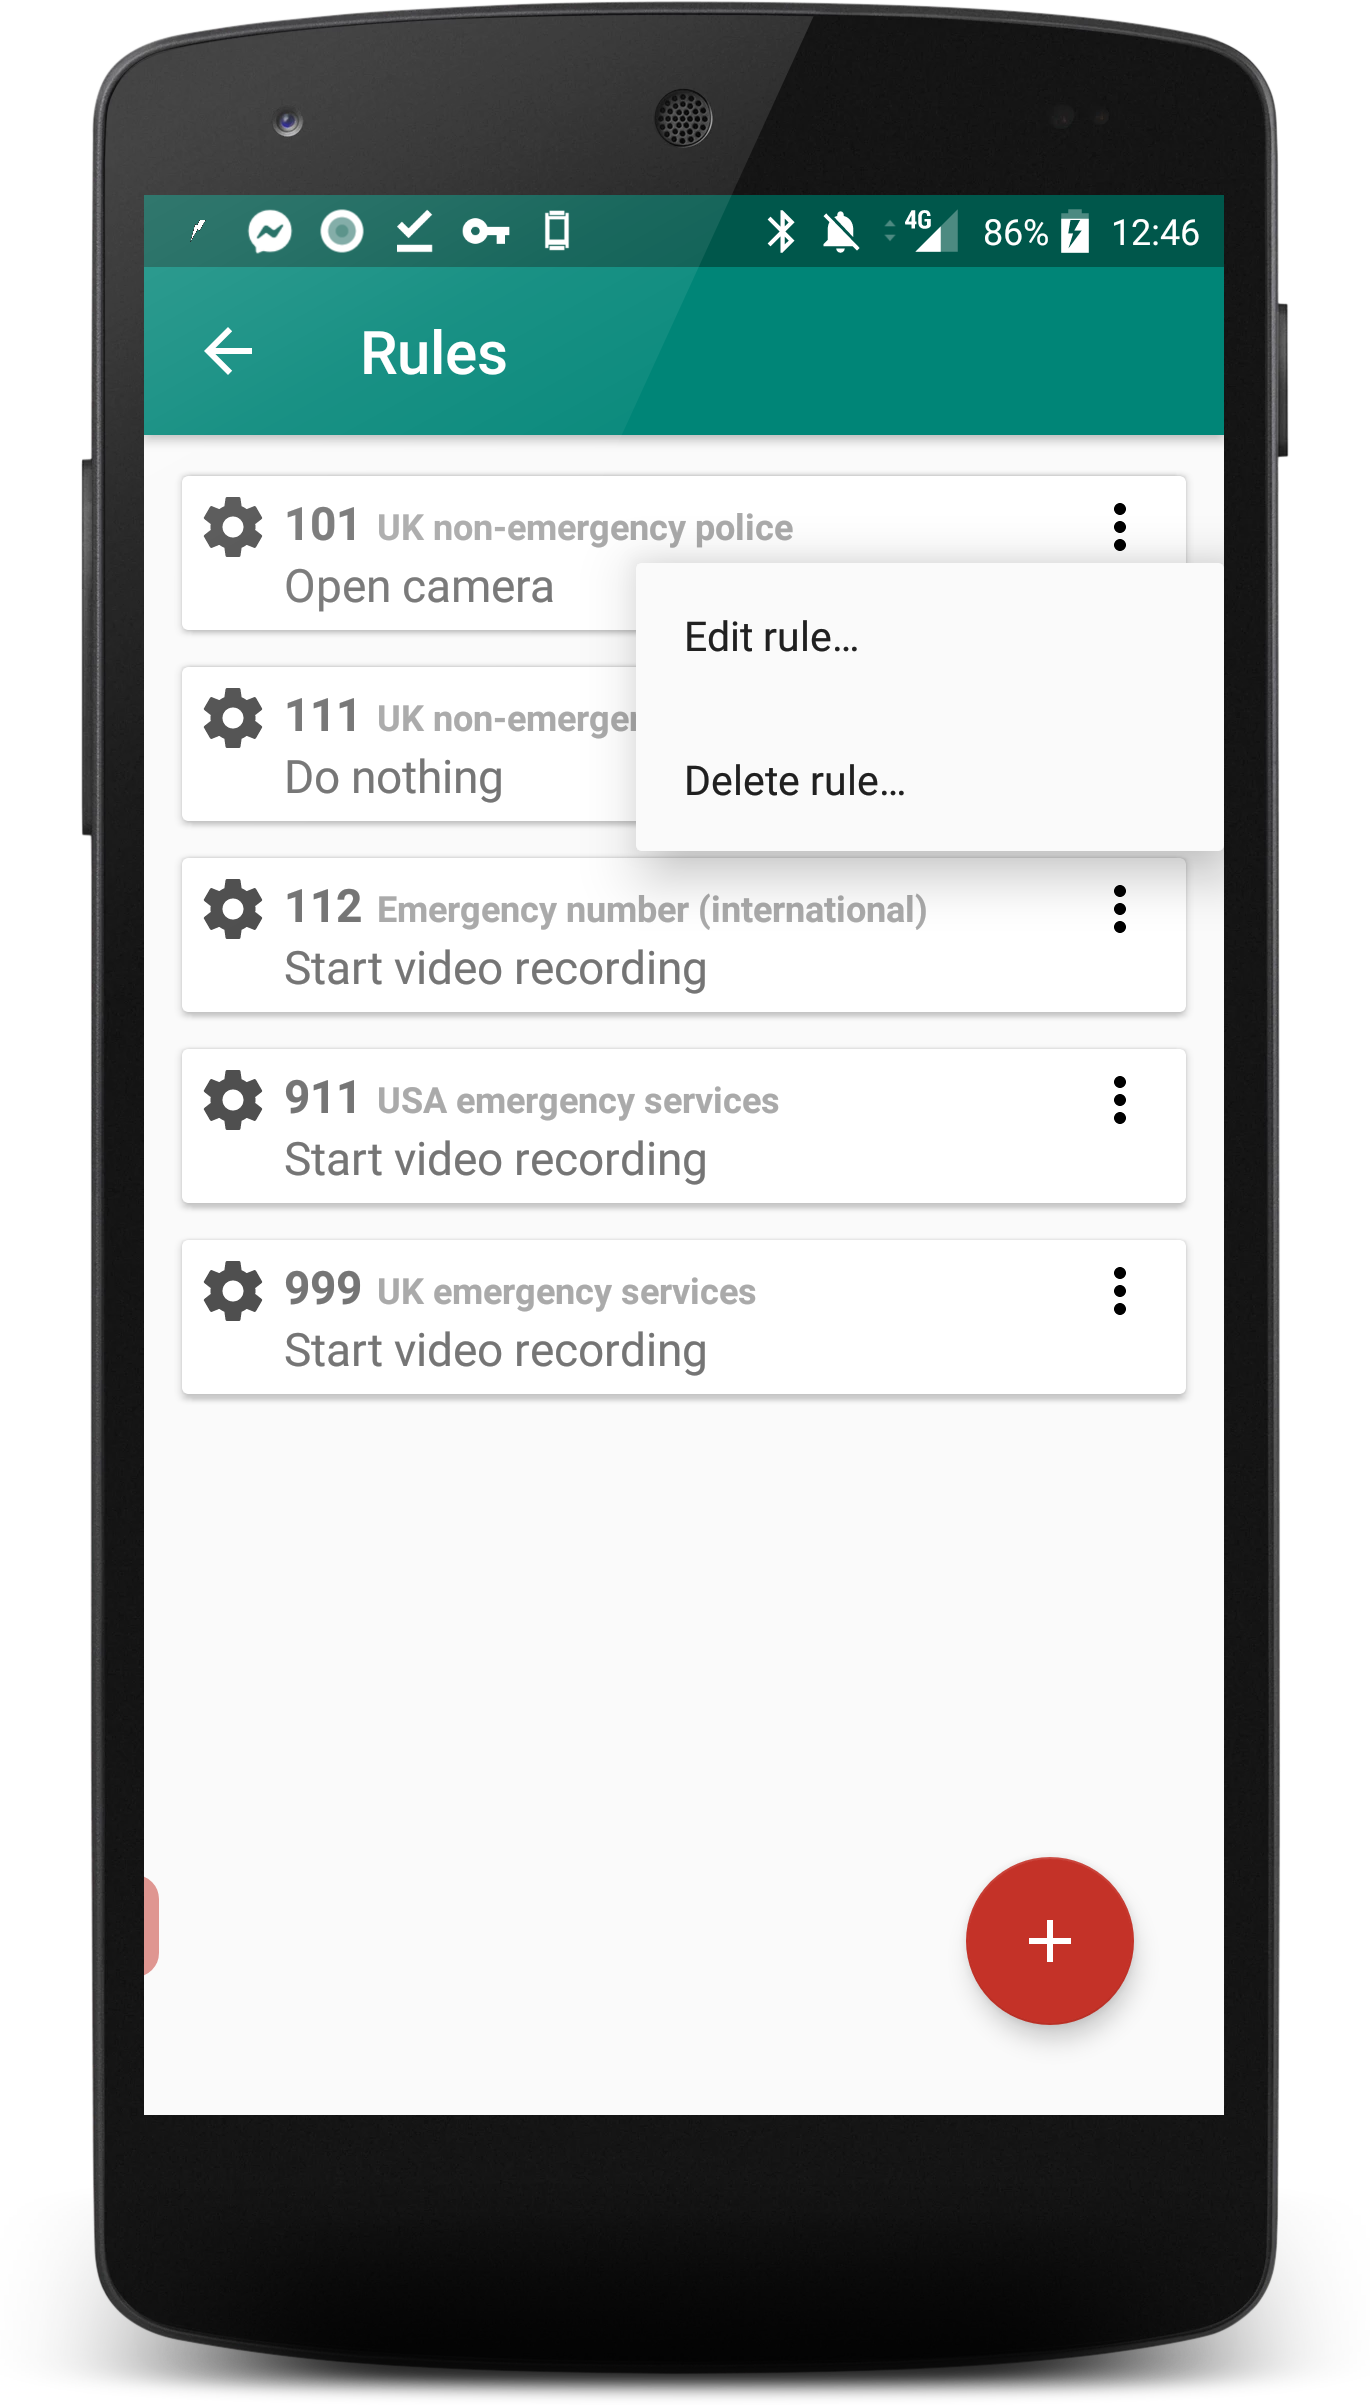 4G 86% 12:46
Rules
101 UK non-emergency police
Open camera
Edit rule...
111 UK non-emerger
Do nothing
Delete rule...
112 Emergency number (international)
Start video recording
911 USA emergency services
Start video recording
999 UK emergency services
Start video recording